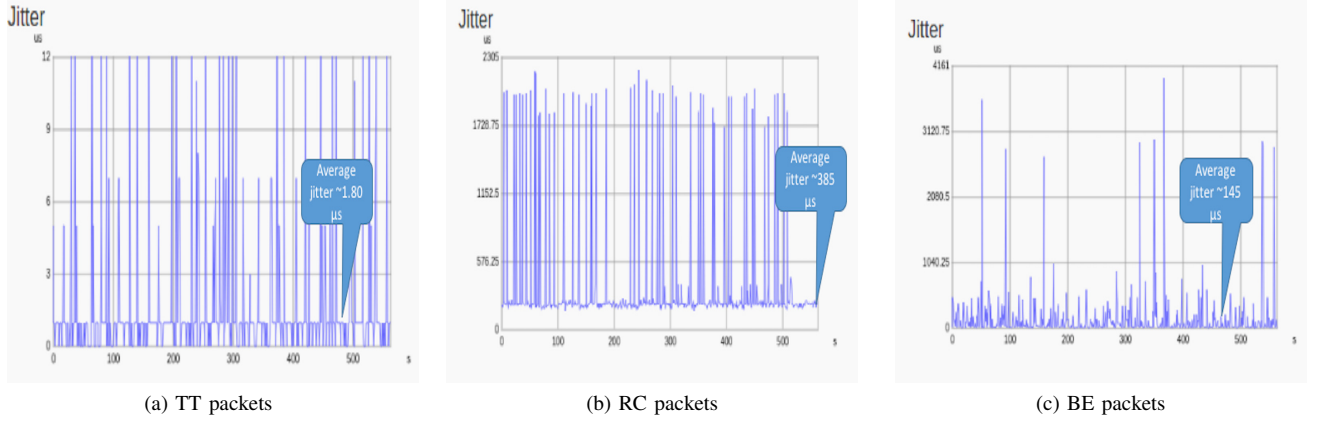 Jitter
us
12
9
6
3
0
0 100 200 300 400 500 s
Average
jitter ~1.80
µs
(a) TT packets
Jitter
us
2305
1728.75
1152.5
576.25
0
0 100 200 300 400 500 s
Average
jitter ~385
µs
(b) RC packets
Jitter
us
4161
3120.75
2080.5
1040.25
0
0 100 200 300 400 500 s
Average
jitter ~145
µs
(c) BE packets